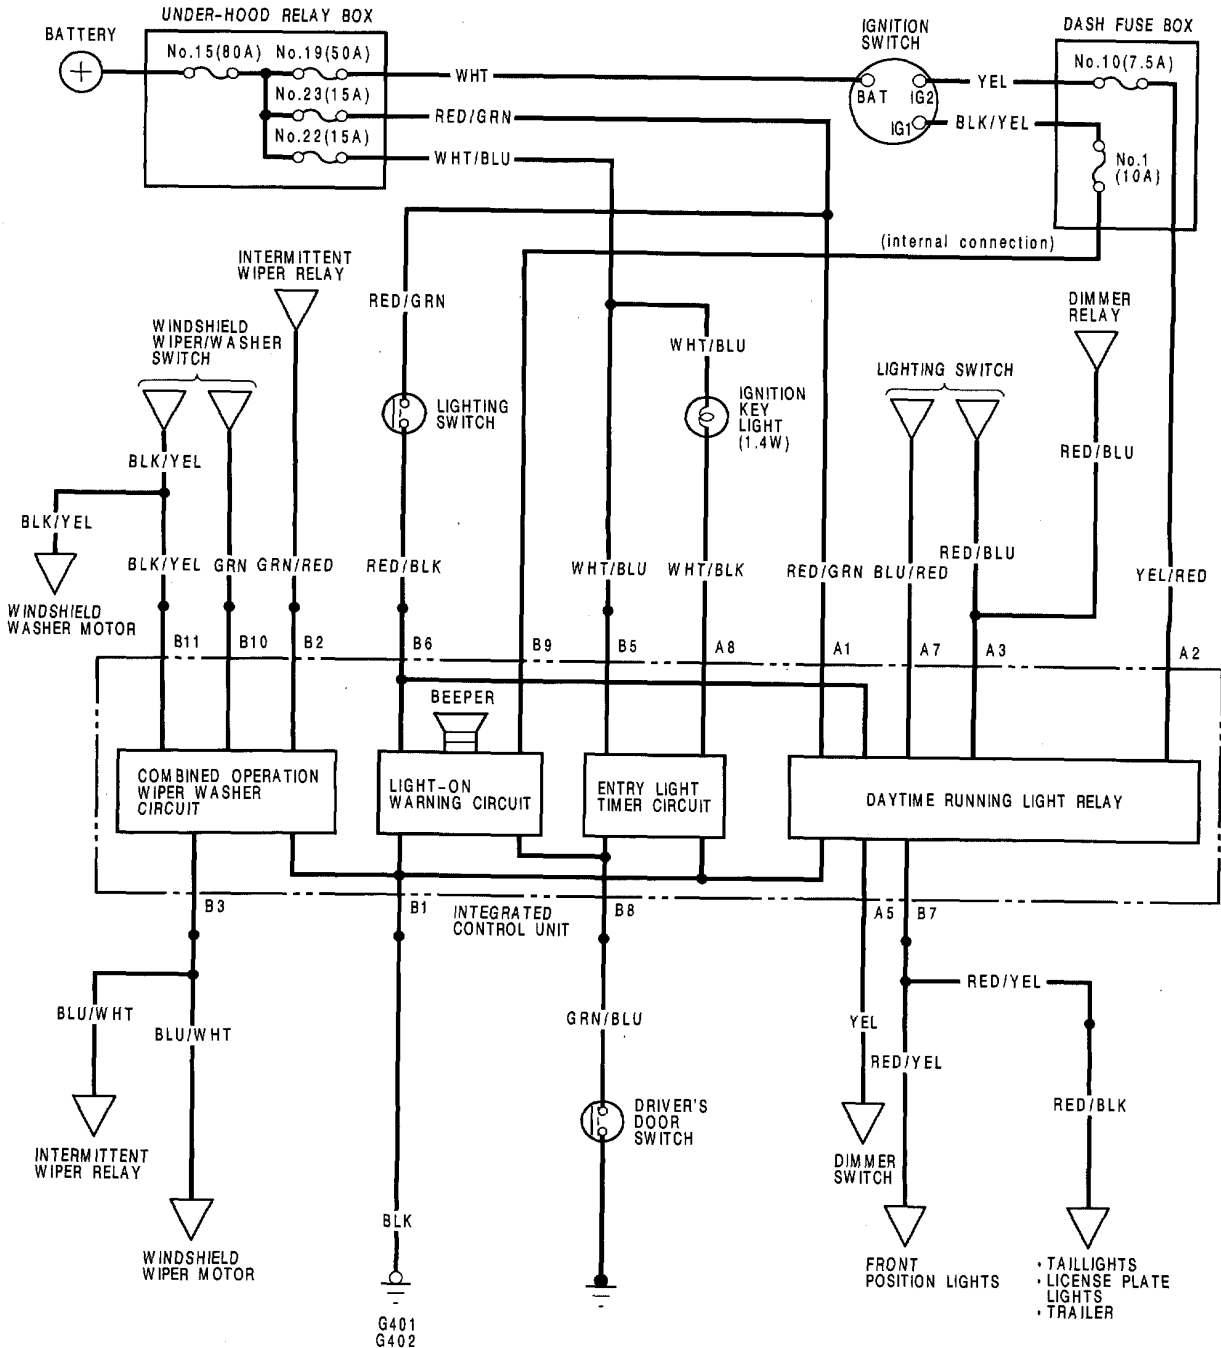 UNDER-HOOD RELAY BOX
BATTERY
No.15(80A) No.19(50A)
No.23(15A)
No.22(15A)
WHT
RED/GRN
WHT/BLU
IGNITION
SWITCH
BAT
IG2
IG1
YEL
BLK/YEL
DASH FUSE BOX
No.10(7.5A)
No.1
(10A)
(internal connection)
INTERMITTENT
WIPER RELAY
WINDSHIELD
WIPER/WASHER
SWITCH
RED/GRN
LIGHTING
SWITCH
WHT/BLU
IGNITION
KEY
LIGHT
(1.4W)
LIGHTING SWITCH
DIMMER
RELAY
RED/BLU
BLK/YEL
BLK/YEL
WINDSHIELD
WASHER MOTOR
BLK/YEL
GRN
GRN/RED
RED/BLK
WHT/BLU
WHT/BLK
RED/GRN
BLU/RED
RED/BLU
YEL/RED
B11
B10
B2
B6
B9
B5
A8
A1
A7
A3
A2
BEEPER
COMBINED OPERATION
WIPER WASHER
CIRCUIT
LIGHT-ON
WARNING CIRCUIT
ENTRY LIGHT
TIMER CIRCUIT
DAYTIME RUNNING LIGHT RELAY
B3
B1
INTEGRATED
CONTROL UNIT
B8
A5
B7
BLU/WHT
BLU/WHT
GRN/BLU
YEL
RED/YEL
RED/YEL
RED/BLK
INTERMITTENT
WIPER RELAY
WINDSHIELD
WIPER MOTOR
BLK
G401
G402
DRIVER'S
DOOR
SWITCH
DIMMER
SWITCH
FRONT
POSITION LIGHTS
• TAILLIGHTS
• LICENSE PLATE
LIGHTS
• TRAILER